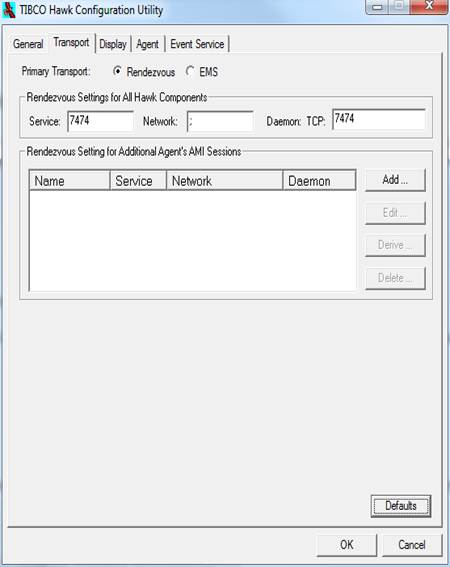 TIBCO Hawk Configuration Utility
General Transport Display Agent Event Service
Primary Transport: Rendezvous EMS
Rendezvous Settings for All Hawk Components
Service: 7474 Network: ; Daemon: TCP: 7474
Rendezvous Setting for Additional Agent's AMI Sessions
Name Service Network Daemon
Add ...
Edit ...
Derive ...
Delete ...
Defaults
OK Cancel